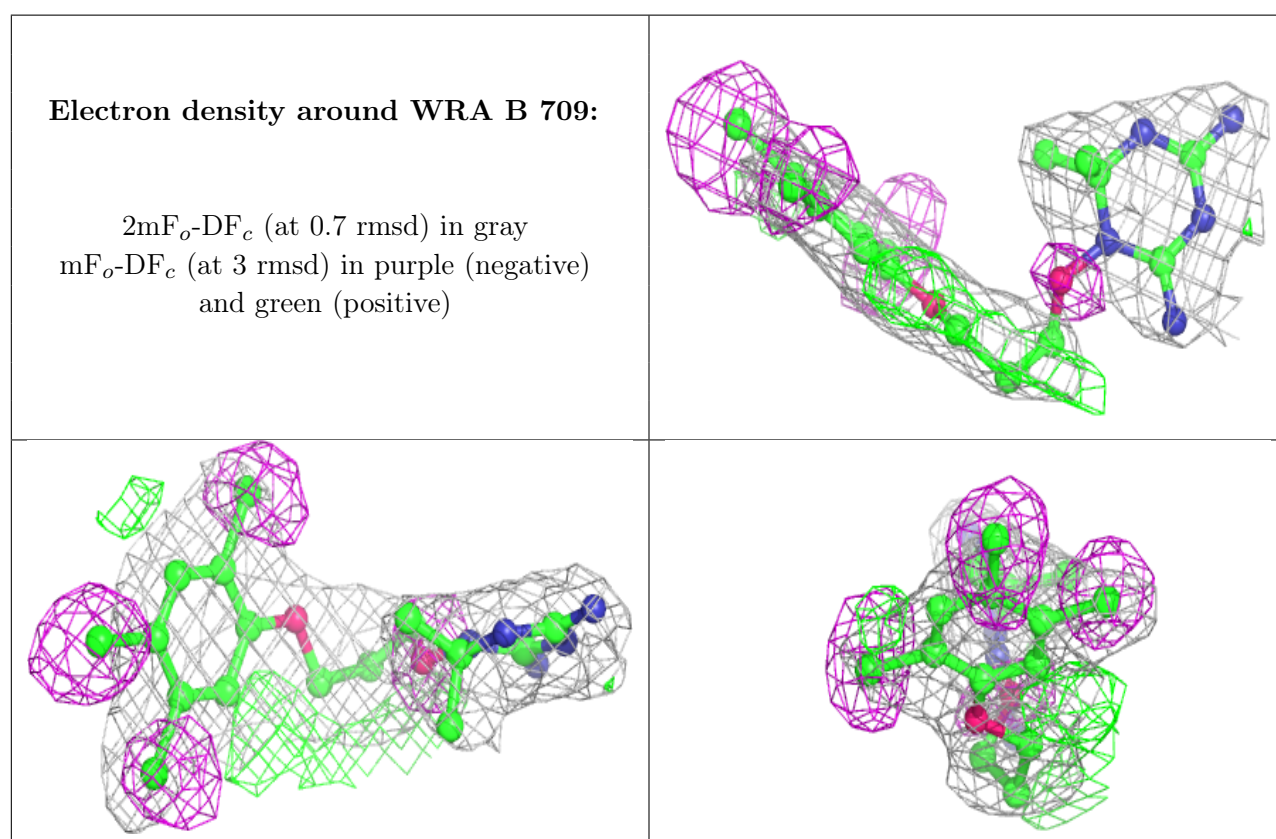 Electron density around WRA B 709:
2mFo-DFc (at 0.7 rmsd) in gray
mFo-DFc (at 3 rmsd) in purple (negative)
and green (positive)